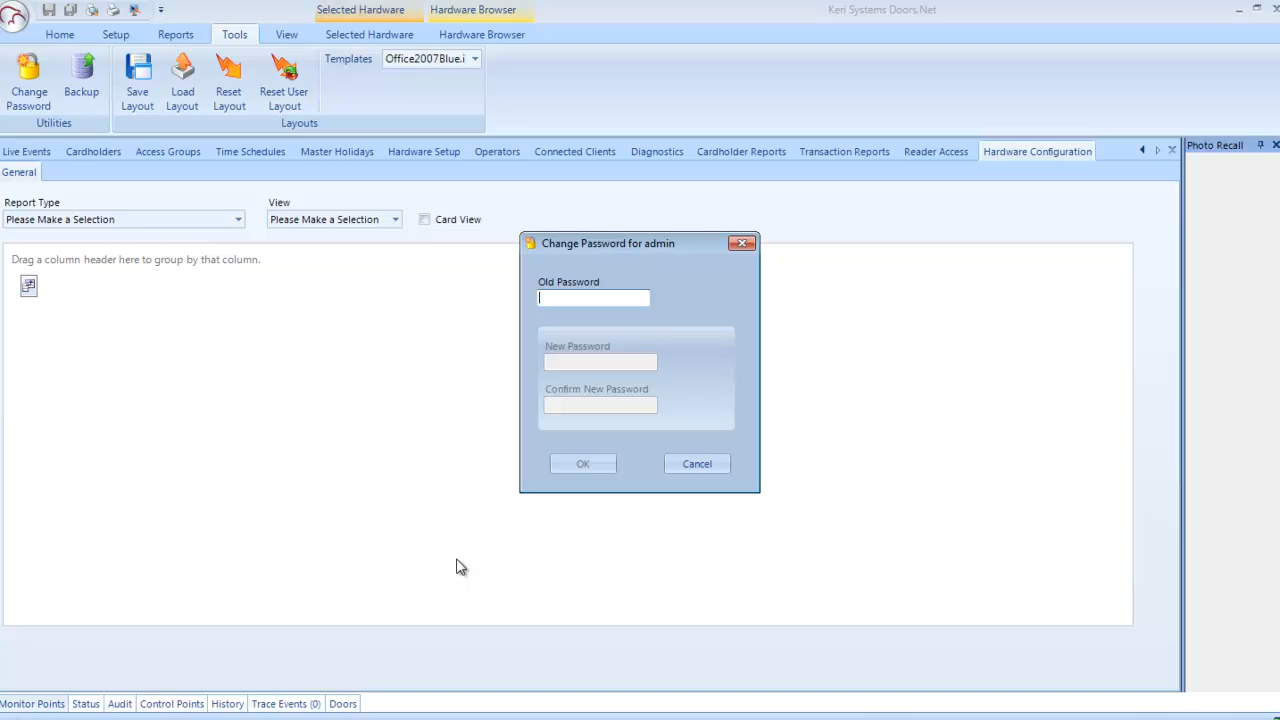 Selected Hardware Hardware Browser Keri Systems Doors.Net
Home Setup Reports Tools View Selected Hardware Hardware Browser
Templates Office2007Blue.i
Change Password Backup Save Layout Load Layout Reset Layout Reset User Layout
Utilities Layouts
Live Events Cardholders Access Groups Time Schedules Master Holidays Hardware Setup Operators Connected Clients Diagnostics Cardholder Reports Transaction Reports Reader Access Hardware Configuration Photo Recall
General
Report Type View
Please Make a Selection Please Make a Selection Card View
Drag a column header here to group by that column.
Change Password for admin
Old Password
New Password
Confirm New Password
OK Cancel
Monitor Points Status Audit Control Points History Trace Events (0) Doors